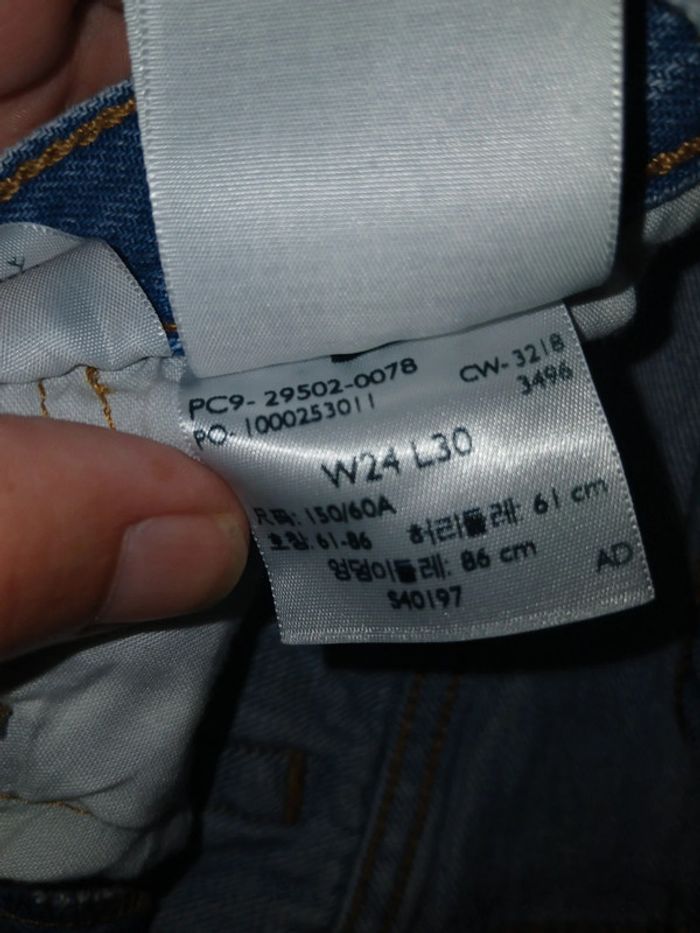 PC9- 29502-0078 CW- 3218
PO- 1000253011 3496
W24 L30
尺码: 150/60A 허리둘레: 61 cm
호칭: 61-86
엉덩이둘레: 86 cm AD
S40197